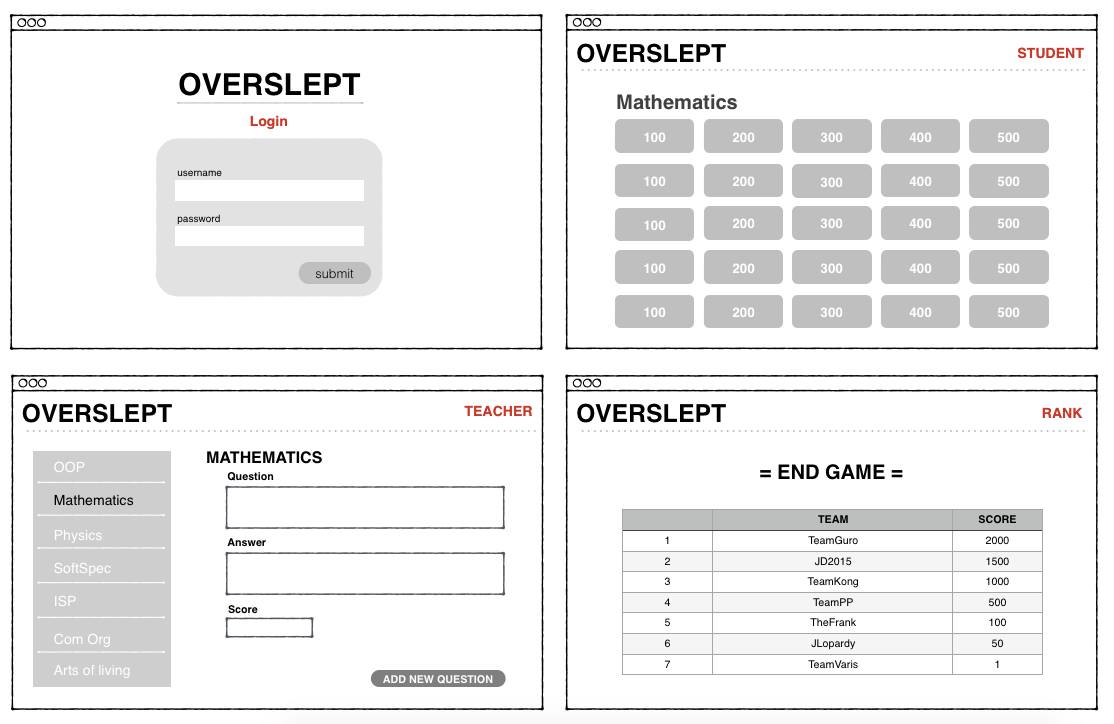 OVERSLEPT
Login
username
password
submit
OVERSLEPT STUDENT
Mathematics
100 200 300 400 500
100 200 300 400 500
100 200 300 400 500
100 200 300 400 500
100 200 300 400 500
OVERSLEPT TEACHER
OOP
Mathematics
Physics
SoftSpec
ISP
Com Org
Arts of living
MATHEMATICS
Question
Answer
Score
ADD NEW QUESTION
OVERSLEPT RANK
= END GAME =
TEAM SCORE
1 TeamGuro 2000
2 JD2015 1500
3 TeamKong 1000
4 TeamPP 500
5 TheFrank 100
6 JLopardy 50
7 TeamVaris 1